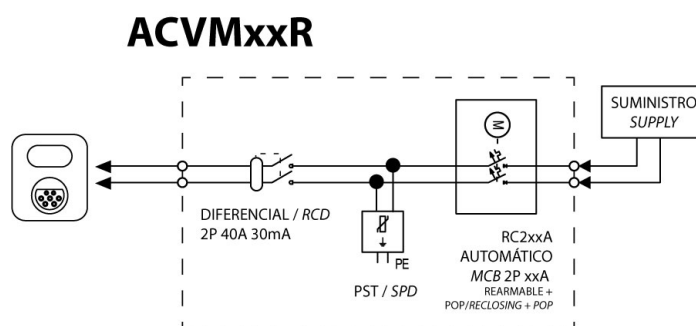 ACVMxxR
SUMINISTRO
SUPPLY
M
DIFERENCIAL / RCD
2P 40A 30mA
PE
PST / SPD
RC2xxA
AUTOMÁTICO
MCB 2P xxA
REARMABLE +
POP/RECLOSING + POP